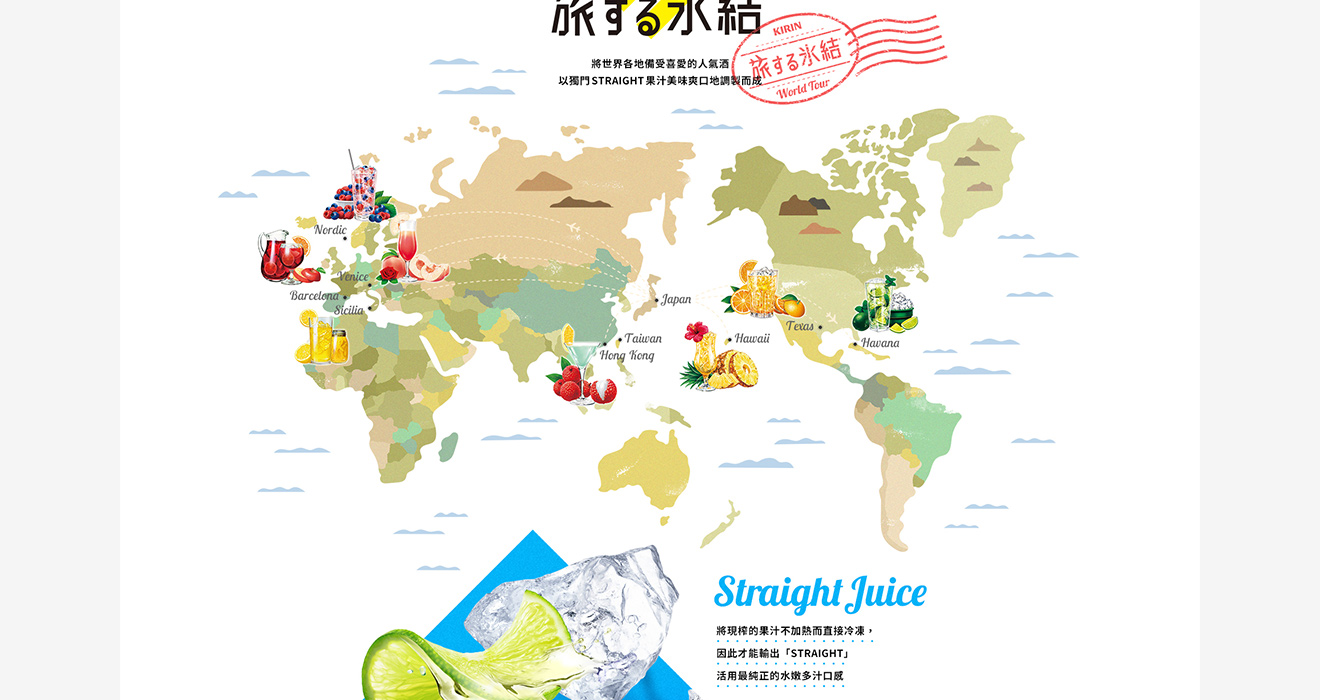 旅する氷結
將世界各地備受喜愛的人氣酒
以獨門STRAIGHT果汁美味爽口地調製而成
KIRIN
旅する氷結
World Tour
Nordic
Venice
Barcelona
Sicilia
Japan
Taiwan
Hong Kong
Hawaii
Texas
Havana
Straight Juice
將現榨的果汁不加熱而直接冷凍，
因此才能輸出「STRAIGHT」
活用最純正的水嫩多汁口感